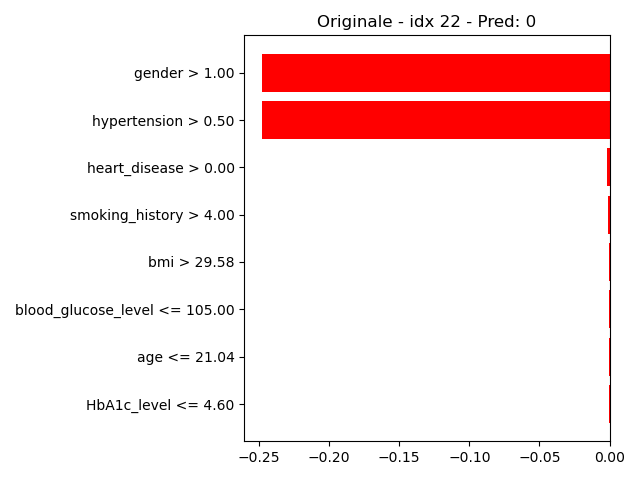 Originale - idx 22 - Pred: 0
gender > 1.00
hypertension > 0.50
heart_disease > 0.00
smoking_history > 4.00
bmi > 29.58
blood_glucose_level <= 105.00
age <= 21.04
HbA1c_level <= 4.60
−0.25 −0.20 −0.15 −0.10 −0.05 0.00